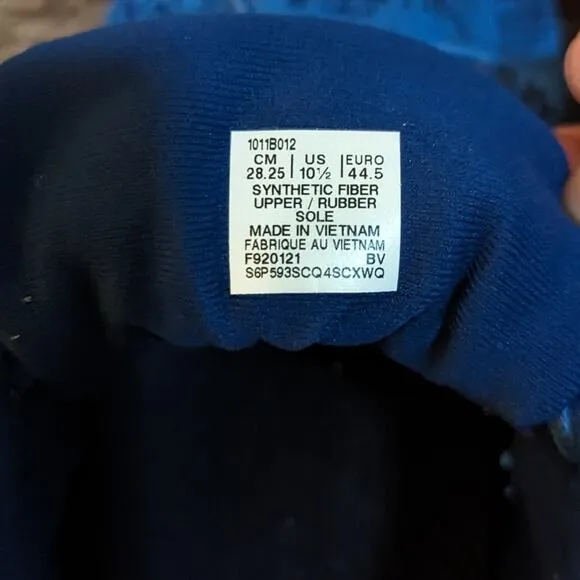 1011B012
CM | US | EURO
28.25 | 10½ | 44.5
SYNTHETIC FIBER
UPPER / RUBBER
SOLE
MADE IN VIETNAM
FABRIQUE AU VIETNAM
F920121 BV
S6P593SCQ4SCXWQ